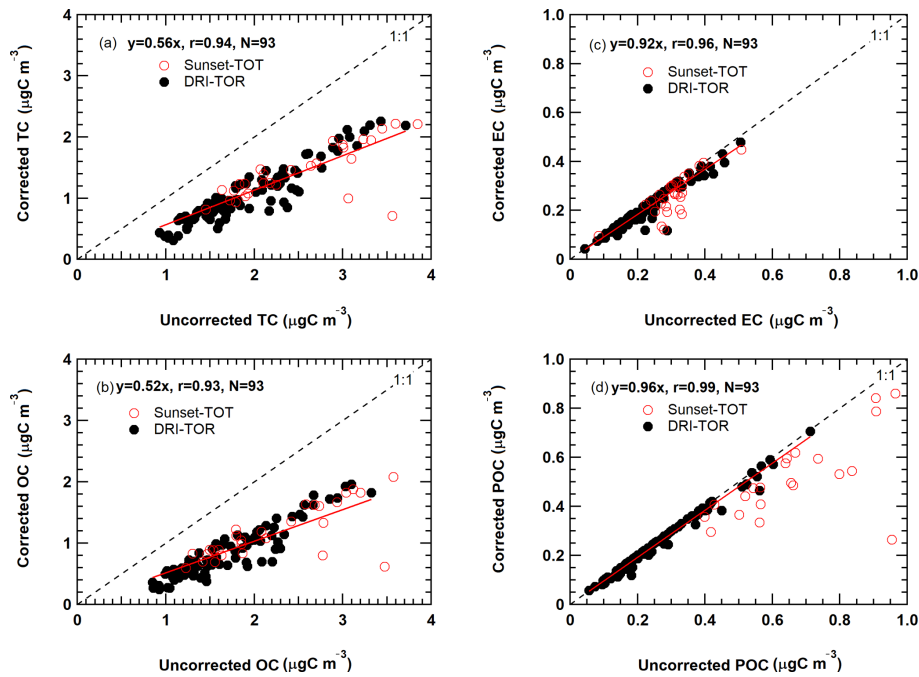 (a) y=0.56x, r=0.94, N=93
1:1
Sunset-TOT
DRI-TOR
Corrected TC (µgC m⁻³)
4
3
2
1
0
0 1 2 3 4
Uncorrected TC (µgC m⁻³)
(c) y=0.92x, r=0.96, N=93
1:1
Sunset-TOT
DRI-TOR
Corrected EC (µgC m⁻³)
1.0
0.8
0.6
0.4
0.2
0
0 0.2 0.4 0.6 0.8 1.0
Uncorrected EC (µgC m⁻³)
(b) y=0.52x, r=0.93, N=93
1:1
Sunset-TOT
DRI-TOR
Corrected OC (µgC m⁻³)
4
3
2
1
0
0 1 2 3 4
Uncorrected OC (µgC m⁻³)
(d) y=0.96x, r=0.99, N=93
1:1
Sunset-TOT
DRI-TOR
Corrected POC (µgC m⁻³)
1.0
0.8
0.6
0.4
0.2
0
0 0.2 0.4 0.6 0.8 1.0
Uncorrected POC (µgC m⁻³)